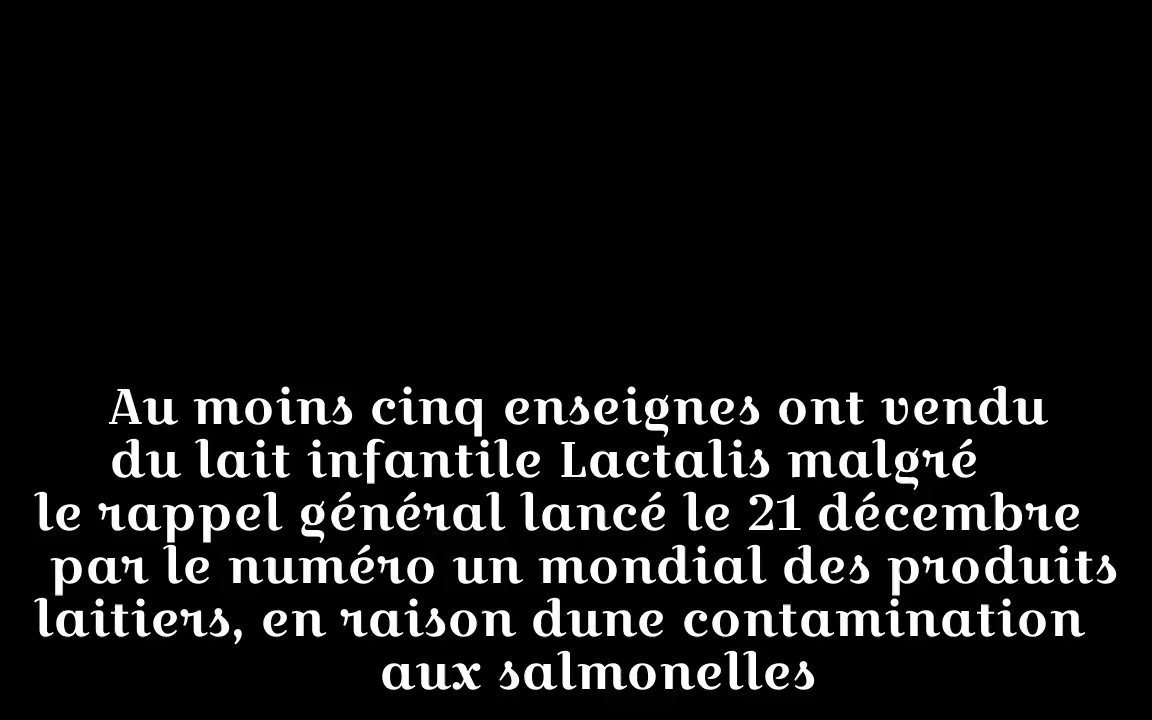 Au moins cinq enseignes ont vendu
du lait infantile Lactalis malgré
le rappel général lancé le 21 décembre
par le numéro un mondial des produits
laitiers, en raison dune contamination
aux salmonelles